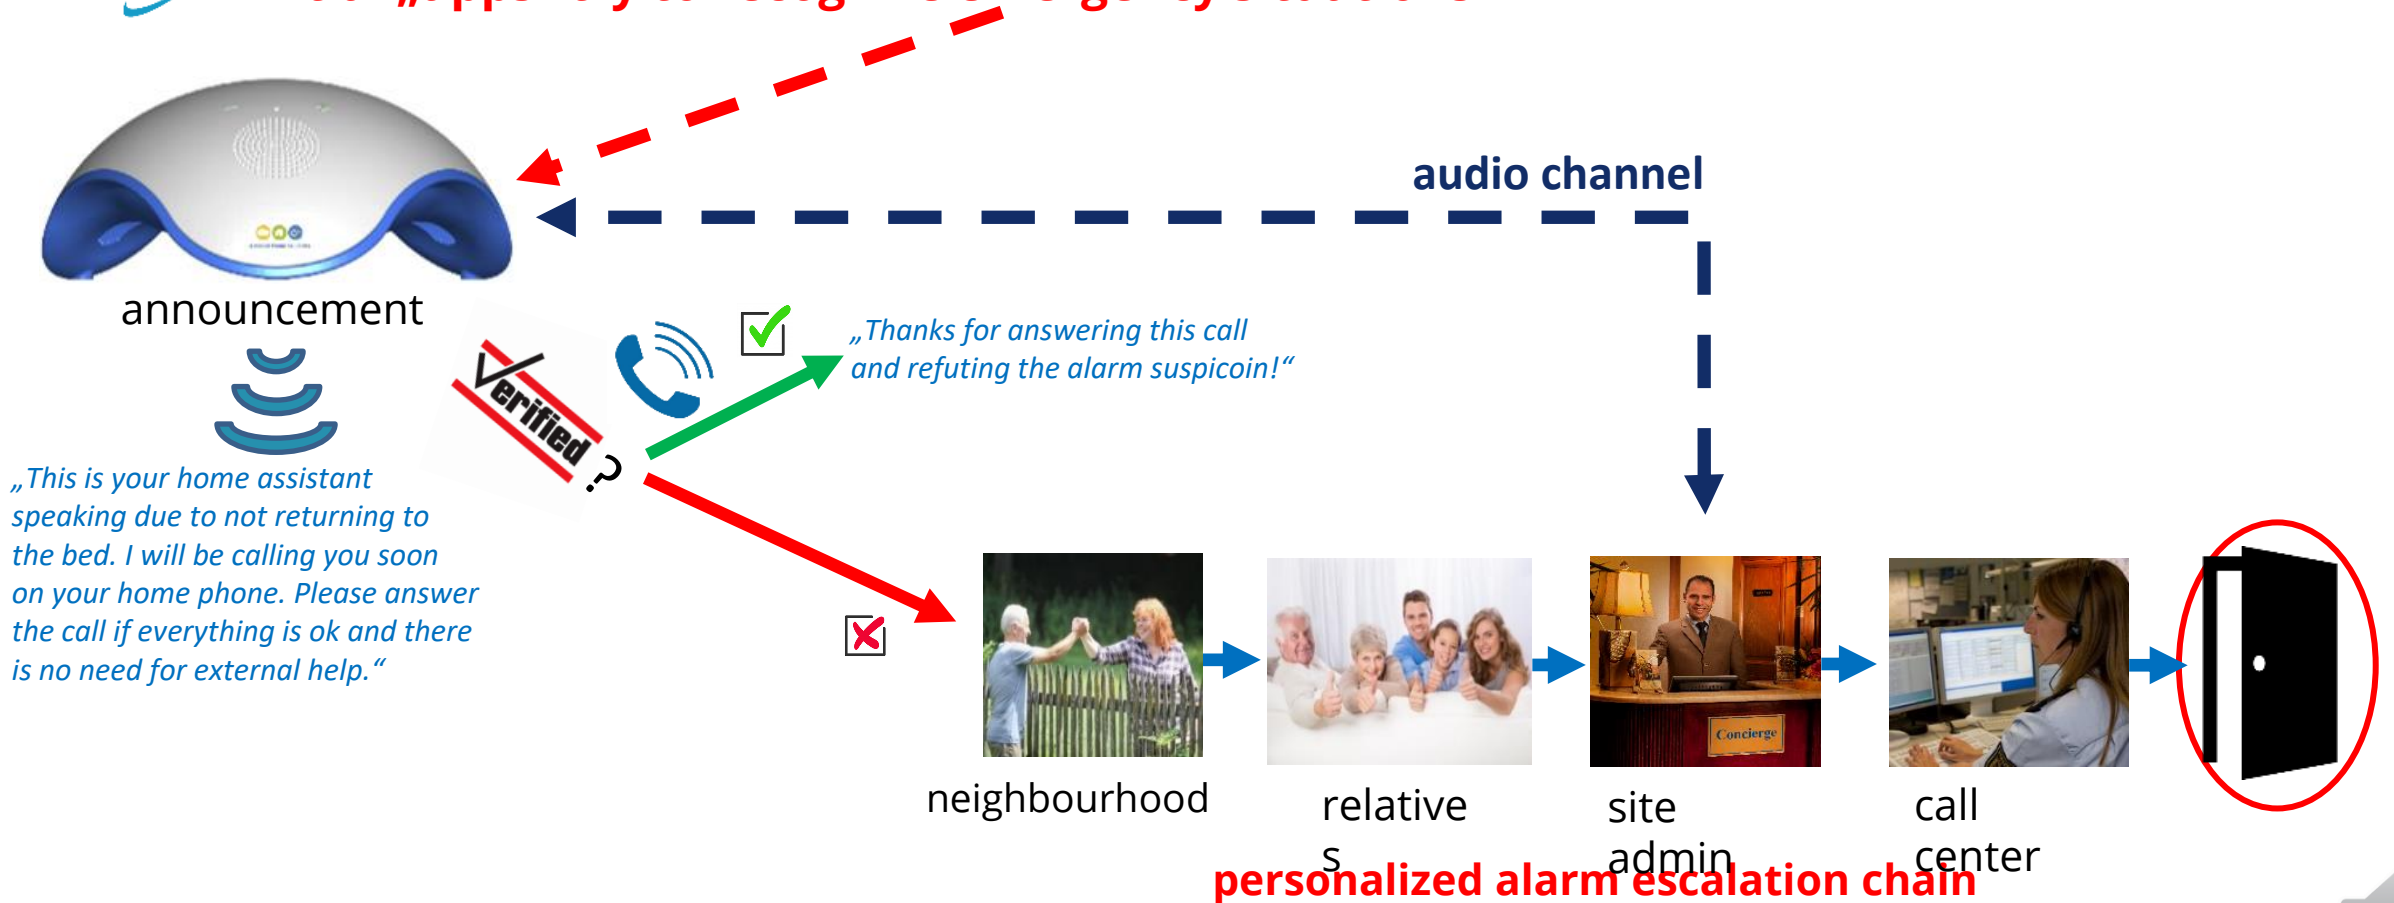 audio channel
announcement
„Thanks for answering this call
and refuting the alarm suspicoin!“
Verified ?
„This is your home assistant
speaking due to not returning to
the bed. I will be calling you soon
on your home phone. Please answer
the call if everything is ok and there
is no need for external help.“
Concierge
neighbourhood
relative
s
site
admin
call
center
personalized alarm escalation chain